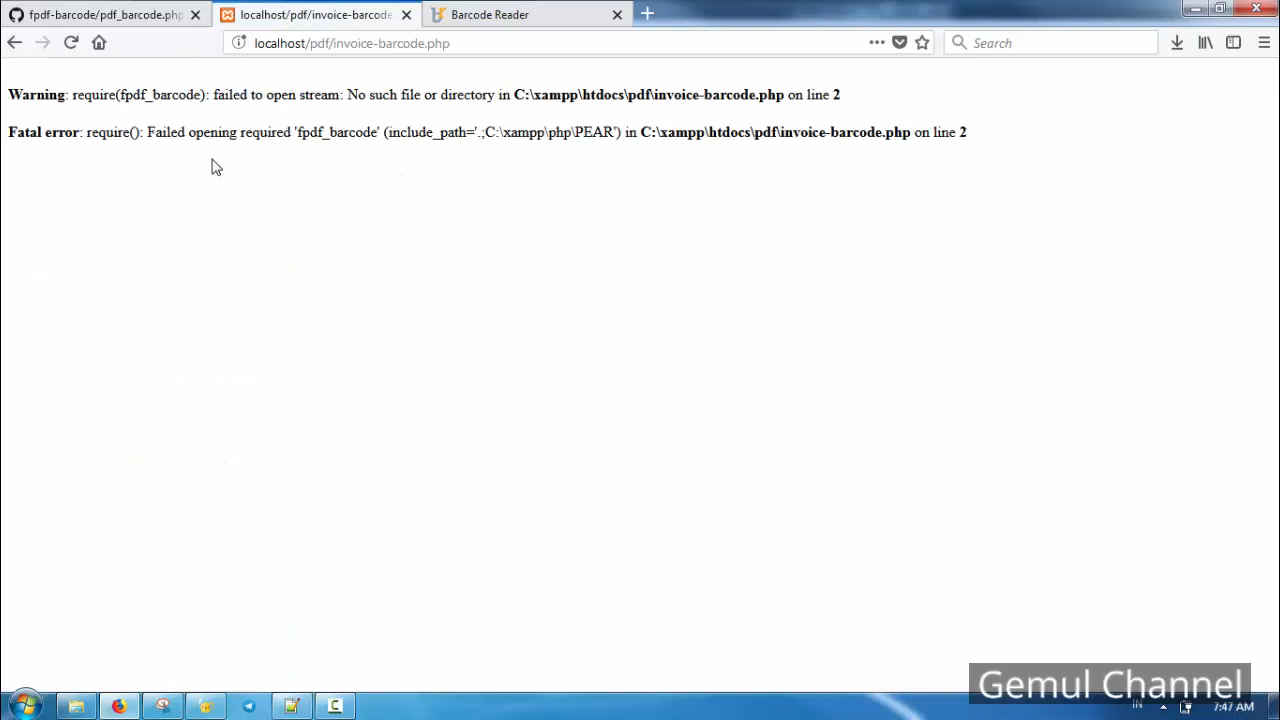 fpdf-barcode/pdf_barcode.php
localhost/pdf/invoice-barcode.
Barcode Reader
localhost/pdf/invoice-barcode.php
Search
Warning: require(fpdf_barcode): failed to open stream: No such file or directory in C:\xampp\htdocs\pdf\invoice-barcode.php on line 2
Fatal error: require(): Failed opening required 'fpdf_barcode' (include_path='.;C:\xampp\php\PEAR') in C:\xampp\htdocs\pdf\invoice-barcode.php on line 2
Gemul Channel
IN
7:47 AM